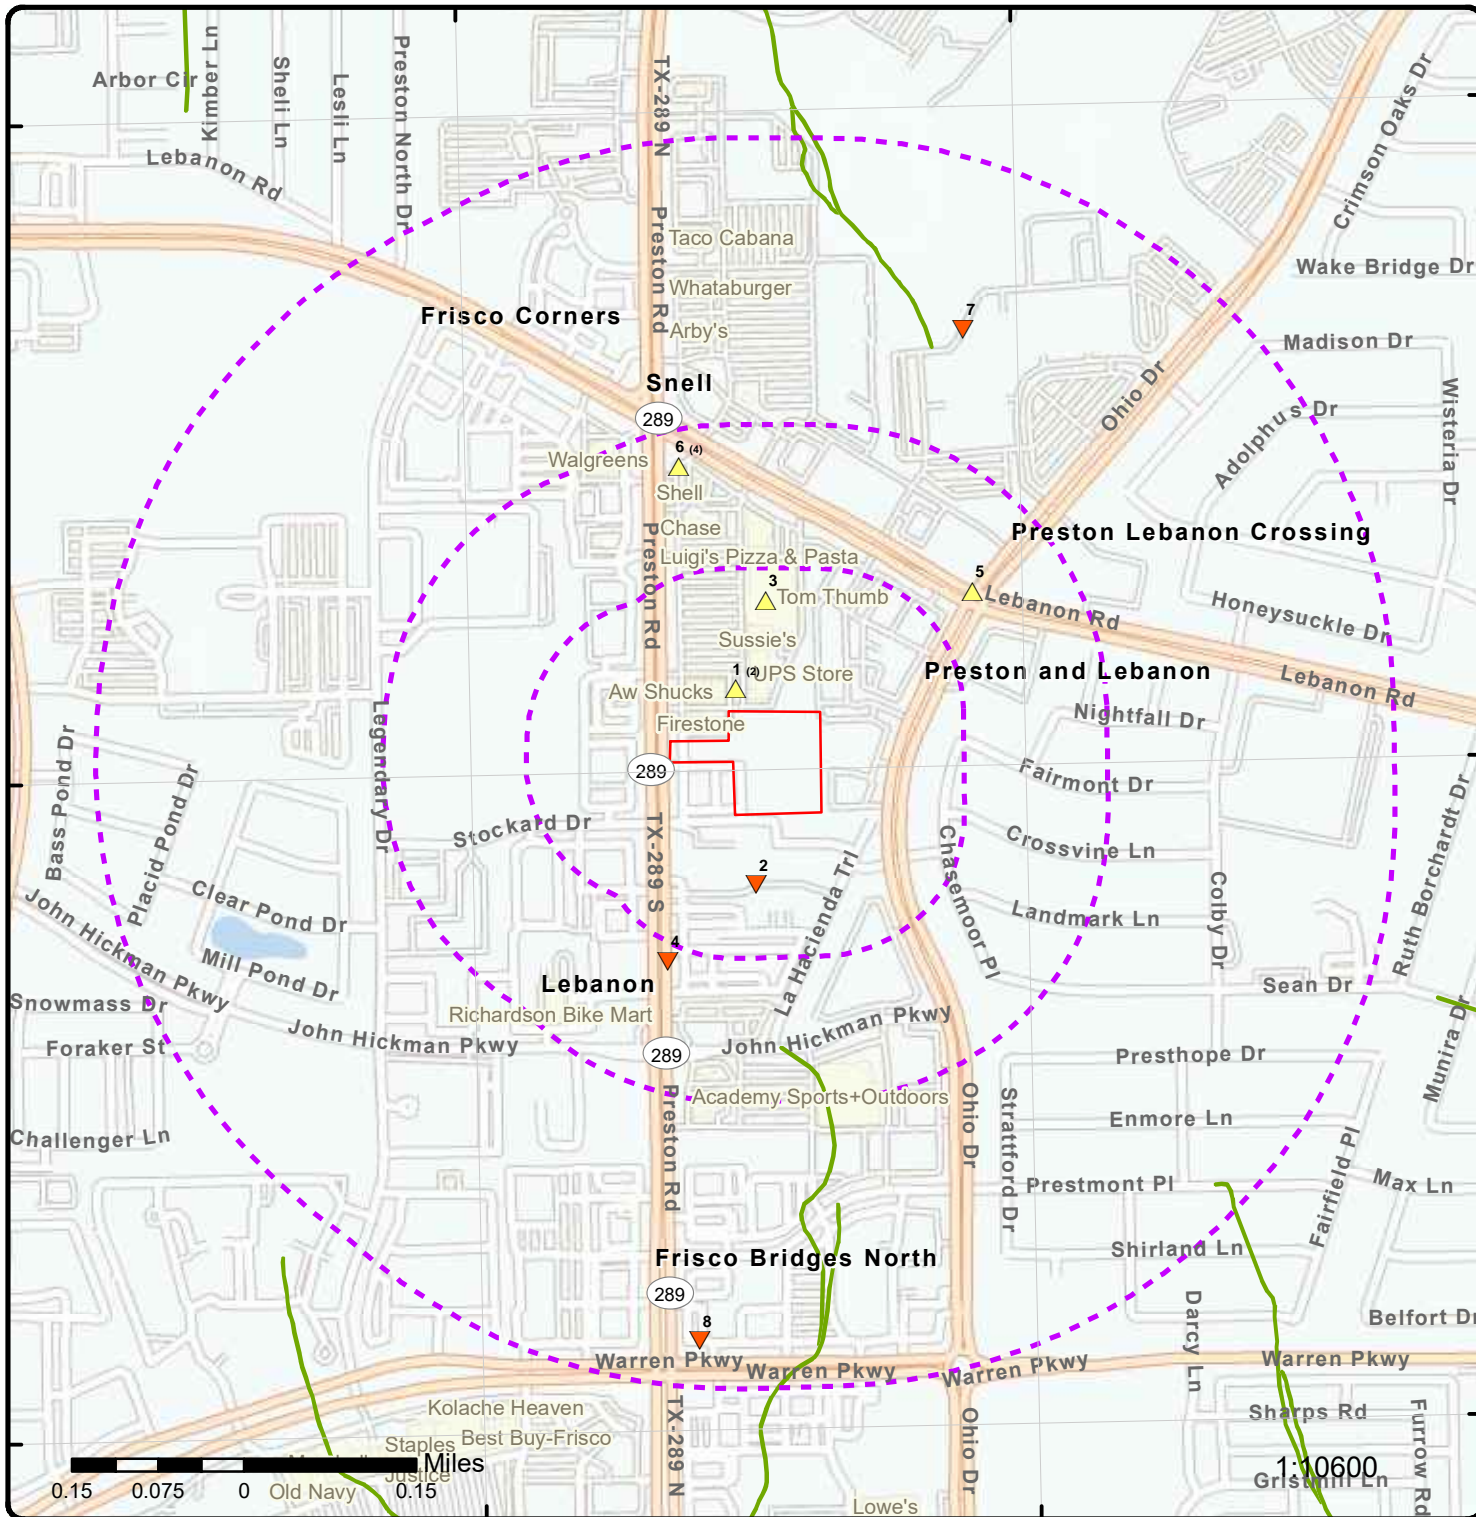 Arbor Cir
Kimber Ln
Sheli Ln
Lesli Ln
Preston North Dr
TX-289 N
Crimson Oaks Dr
Lebanon Rd
Preston Rd
Taco Cabana
Wake Bridge Dr
Whataburger
Frisco Corners
Arby's
7
Madison Dr
Snell
Ohio Dr
Wisteria Dr
289
Adolphus Dr
6 (4)
Walgreens
Shell
Chase
Preston Rd
Preston Lebanon Crossing
Luigi's Pizza & Pasta
3
5
Tom Thumb
Lebanon Rd
Honeysuckle Dr
Sussie's
1 (2)
UPS Store
Preston and Lebanon
Aw Shucks
Lebanon Rd
Firestone
Nightfall Dr
Bass Pond Dr
Placid Pond Dr
Legendary Dr
289
Fairmont Dr
Ruth Borchardt Dr
Stockard Dr
TX-289 S
Chasemoor Pl
Crossvine Ln
2
La Hacienda Trl
Colby Dr
Clear Pond Dr
Landmark Ln
John Hickman Pkwy
4
Mill Pond Dr
Lebanon
Sean Dr
Snowmass Dr
Richardson Bike Mart
Munira Dr
John Hickman Pkwy
John Hickman Pkwy
Foraker St
289
Presthope Dr
Preston Rd
Academy Sports+Outdoors
Ohio Dr
Strattford Dr
Enmore Ln
Challenger Ln
Fairfield Pl
Prestmont Pl
Max Ln
Shirland Ln
Frisco Bridges North
289
Darcy Ln
8
Belfort Dr
Warren Pkwy
Warren Pkwy
Warren Pkwy
Warren Pkwy
Kolache Heaven
TX-289 N
Ohio Dr
Sharps Rd
Furrow Rd
Staples
Best Buy-Frisco
Miles
Justice
1:10600
Gristmill Ln
0.15
0.075
0
Old Navy
0.15
Lowe's